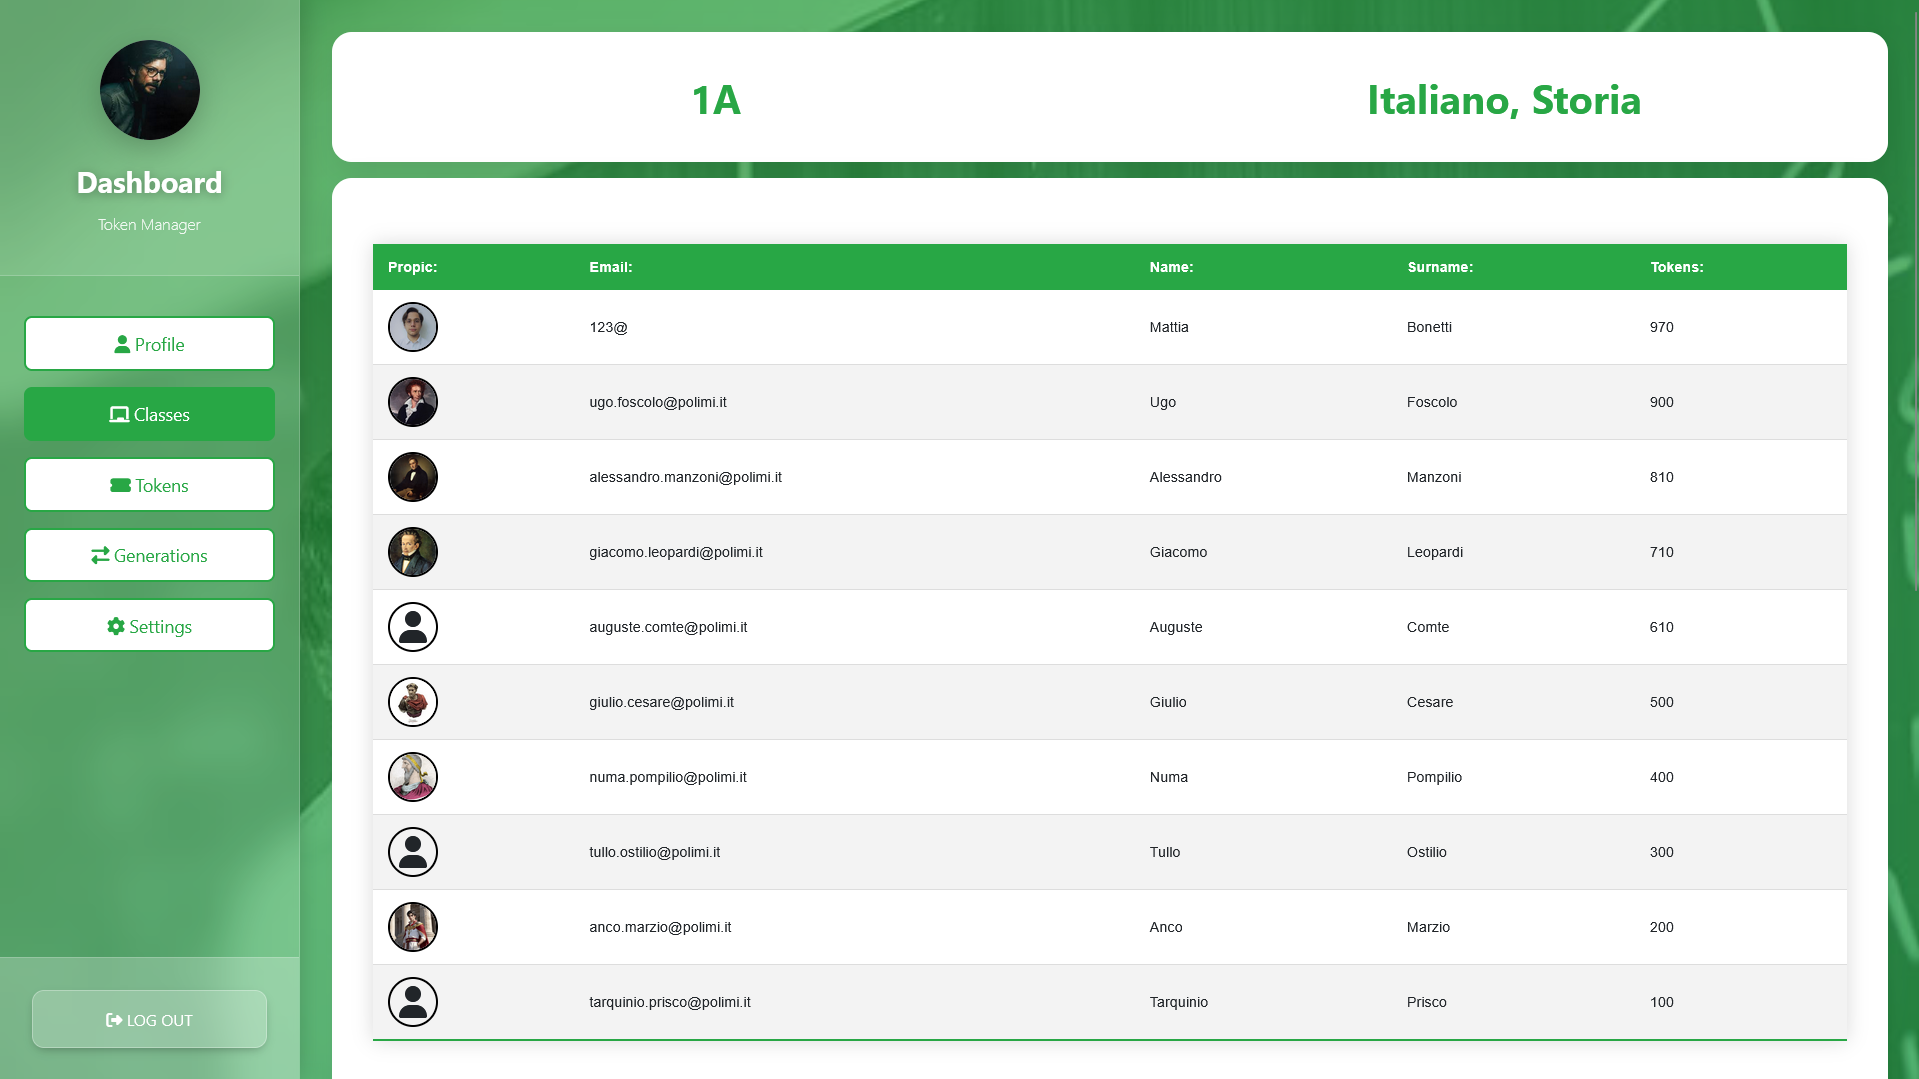 Dashboard
Token Manager
Profile
Classes
Tokens
Generations
Settings
LOG OUT
1A
Italiano, Storia
Propic: Email: Name: Surname: Tokens:
123@ Mattia Bonetti 970
ugo.foscolo@polimi.it Ugo Foscolo 900
alessandro.manzoni@polimi.it Alessandro Manzoni 810
giacomo.leopardi@polimi.it Giacomo Leopardi 710
auguste.comte@polimi.it Auguste Comte 610
giulio.cesare@polimi.it Giulio Cesare 500
numa.pompilio@polimi.it Numa Pompilio 400
tullo.ostilio@polimi.it Tullo Ostilio 300
anco.marzio@polimi.it Anco Marzio 200
tarquinio.prisco@polimi.it Tarquinio Prisco 100